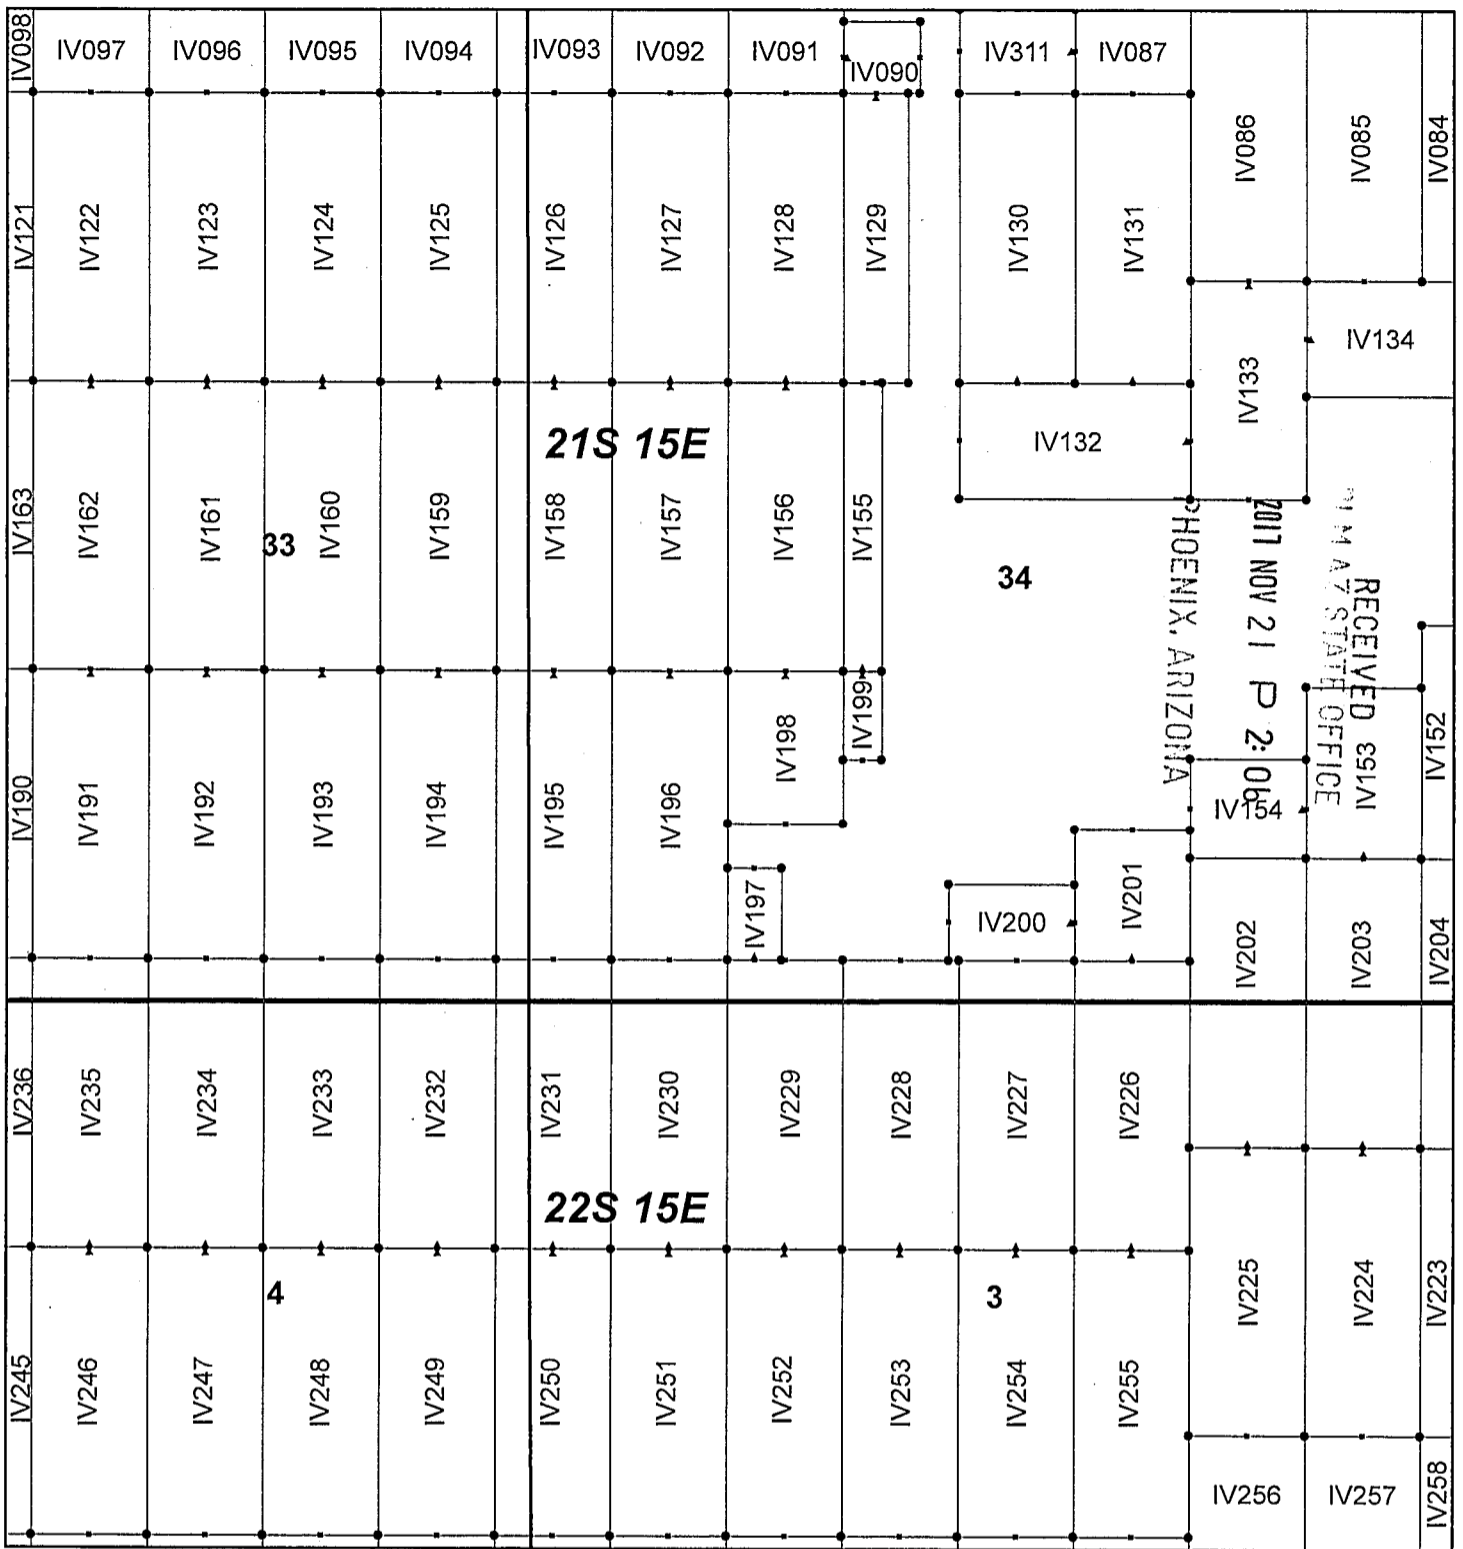 IV098 IV097 IV096 IV095 IV094 IV093 IV092 IV091 IV090 IV311 IV087
IV086 IV085 IV084
IV121 IV122 IV123 IV124 IV125 IV126 IV127 IV128 IV129 IV130 IV131
IV133 IV134
21S 15E
IV132
IV163 IV162 IV161 33 IV160 IV159 IV158 IV157 IV156 IV155
34
RECEIVED
AZ STATE OFFICE
2017 NOV 21 P 2:06
PHOENIX, ARIZONA
IV199 IV198 IV154 IV153 IV152
IV190 IV191 IV192 IV193 IV194 IV195 IV196
IV197 IV200 IV201 IV202 IV203 IV204
IV236 IV235 IV234 IV233 IV232 IV231 IV230 IV229 IV228 IV227 IV226
22S 15E
4
3
IV225 IV224 IV223
IV245 IV246 IV247 IV248 IV249 IV250 IV251 IV252 IV253 IV254 IV255
IV256 IV257 IV258